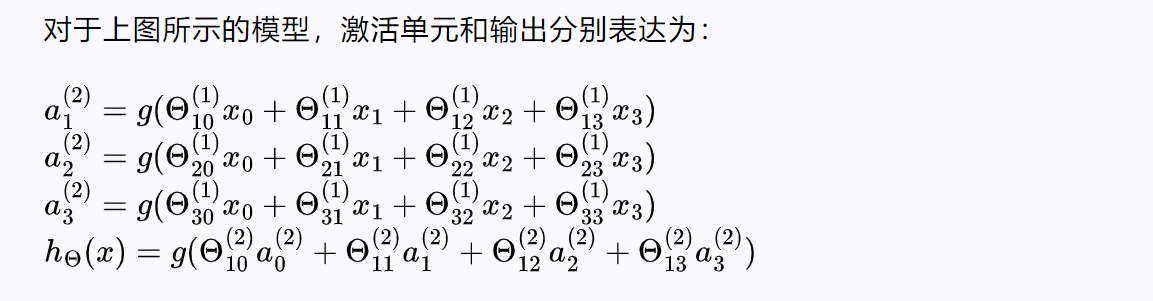 对于上图所示的模型，激活单元和输出分别表达为：
$a_1^{(2)} = g(\Theta_{10}^{(1)}x_0 + \Theta_{11}^{(1)}x_1 + \Theta_{12}^{(1)}x_2 + \Theta_{13}^{(1)}x_3)$
$a_2^{(2)} = g(\Theta_{20}^{(1)}x_0 + \Theta_{21}^{(1)}x_1 + \Theta_{22}^{(1)}x_2 + \Theta_{23}^{(1)}x_3)$
$a_3^{(2)} = g(\Theta_{30}^{(1)}x_0 + \Theta_{31}^{(1)}x_1 + \Theta_{32}^{(1)}x_2 + \Theta_{33}^{(1)}x_3)$
$h_\Theta(x) = g(\Theta_{10}^{(2)}a_0^{(2)} + \Theta_{11}^{(2)}a_1^{(2)} + \Theta_{12}^{(2)}a_2^{(2)} + \Theta_{13}^{(2)}a_3^{(2)})$